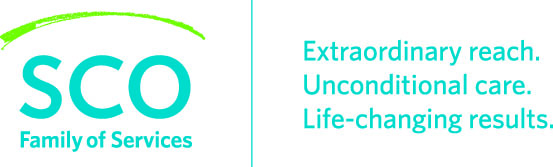 SCO
Family of Services
Extraordinary reach.
Unconditional care.
Life-changing results.